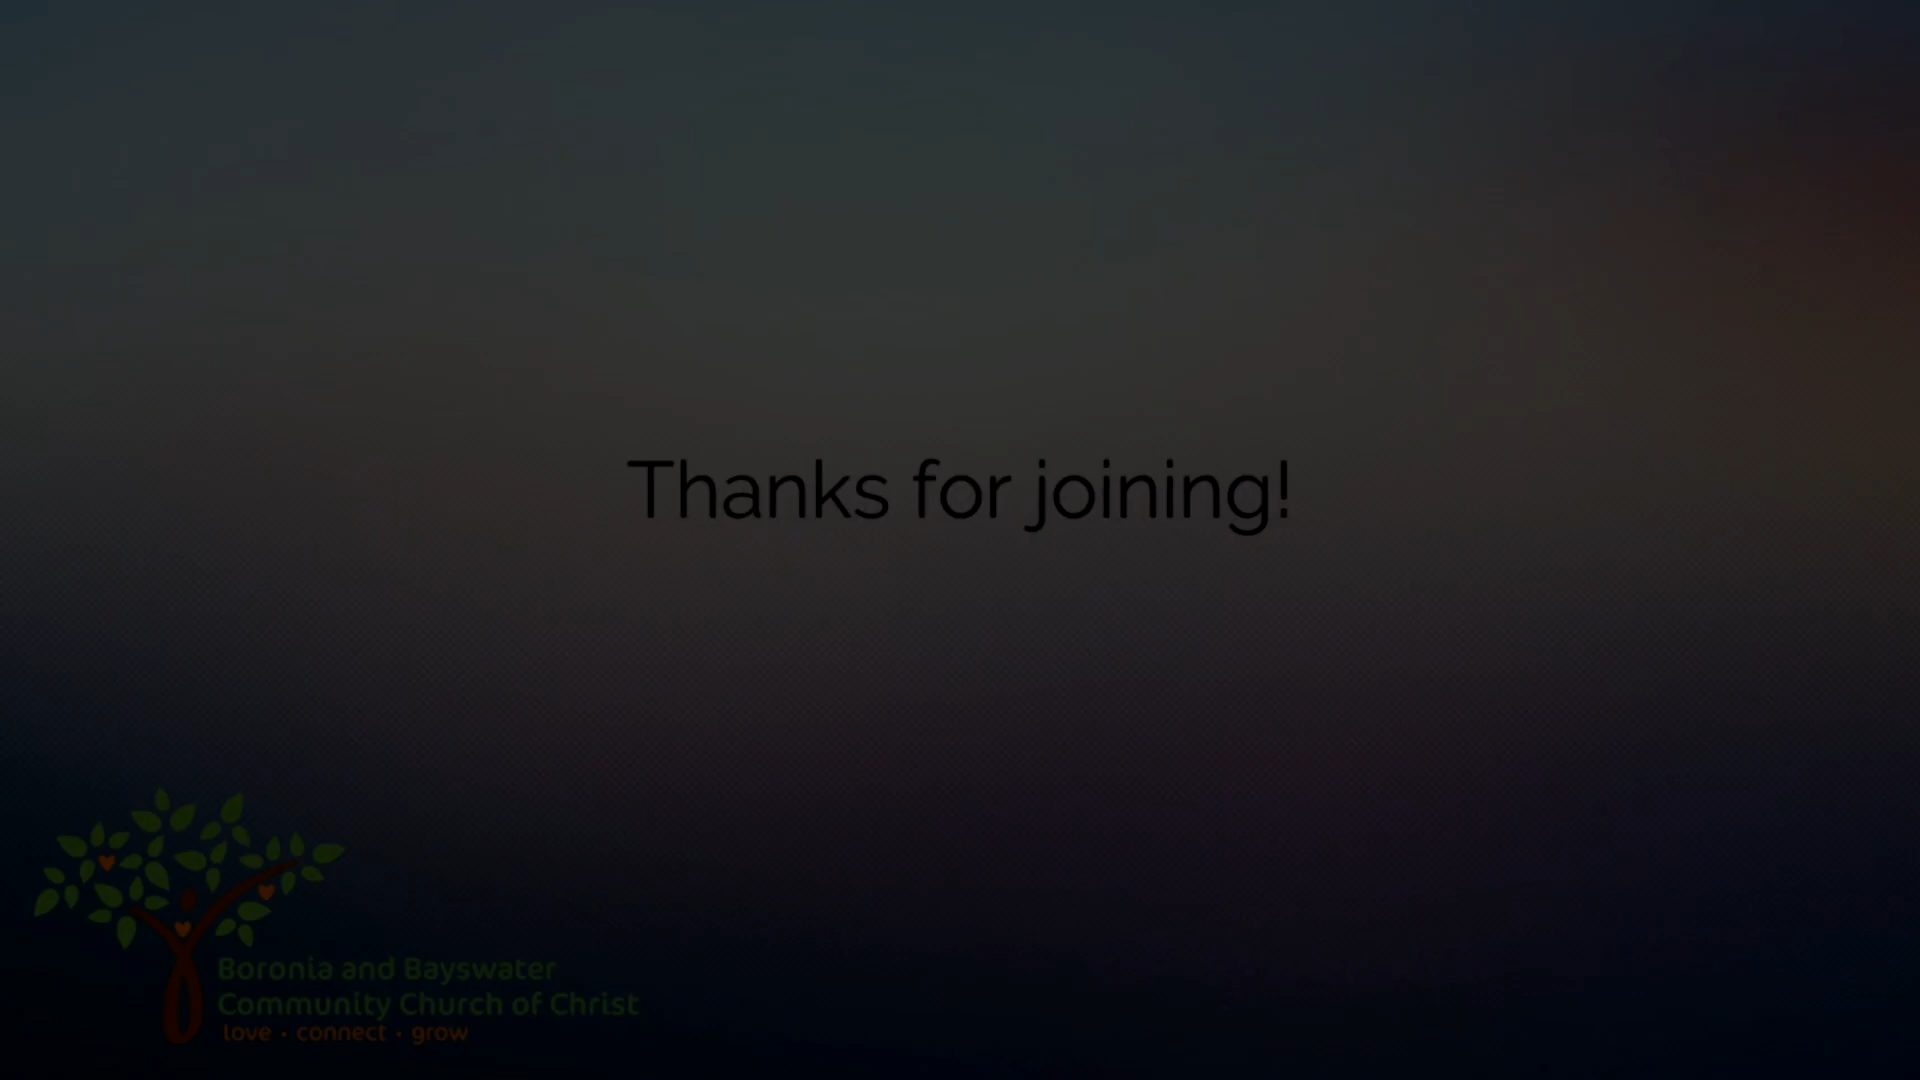 Thanks for joining!
Boronia and Bayswater
Community Church of Christ
love · connect · grow